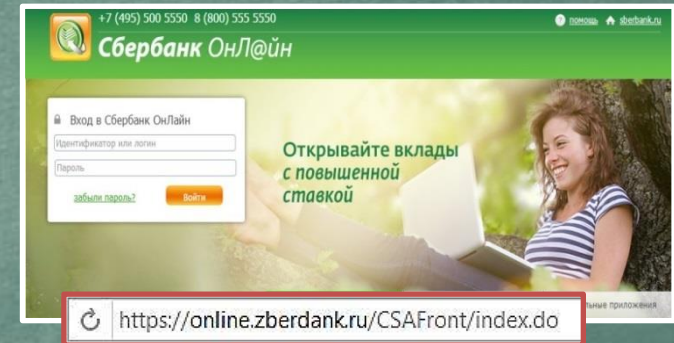 +7 (495) 500 5550 8 (800) 555 5550
помощь sberbank.ru
Сбербанк ОнЛ@йн
Вход в Сбербанк ОнЛайн
Идентификатор или логин
Пароль
забыли пароль?
Войти
Открывайте вклады
с повышенной
ставкой
приложения
https://online.zberdank.ru/CSAFront/index.do